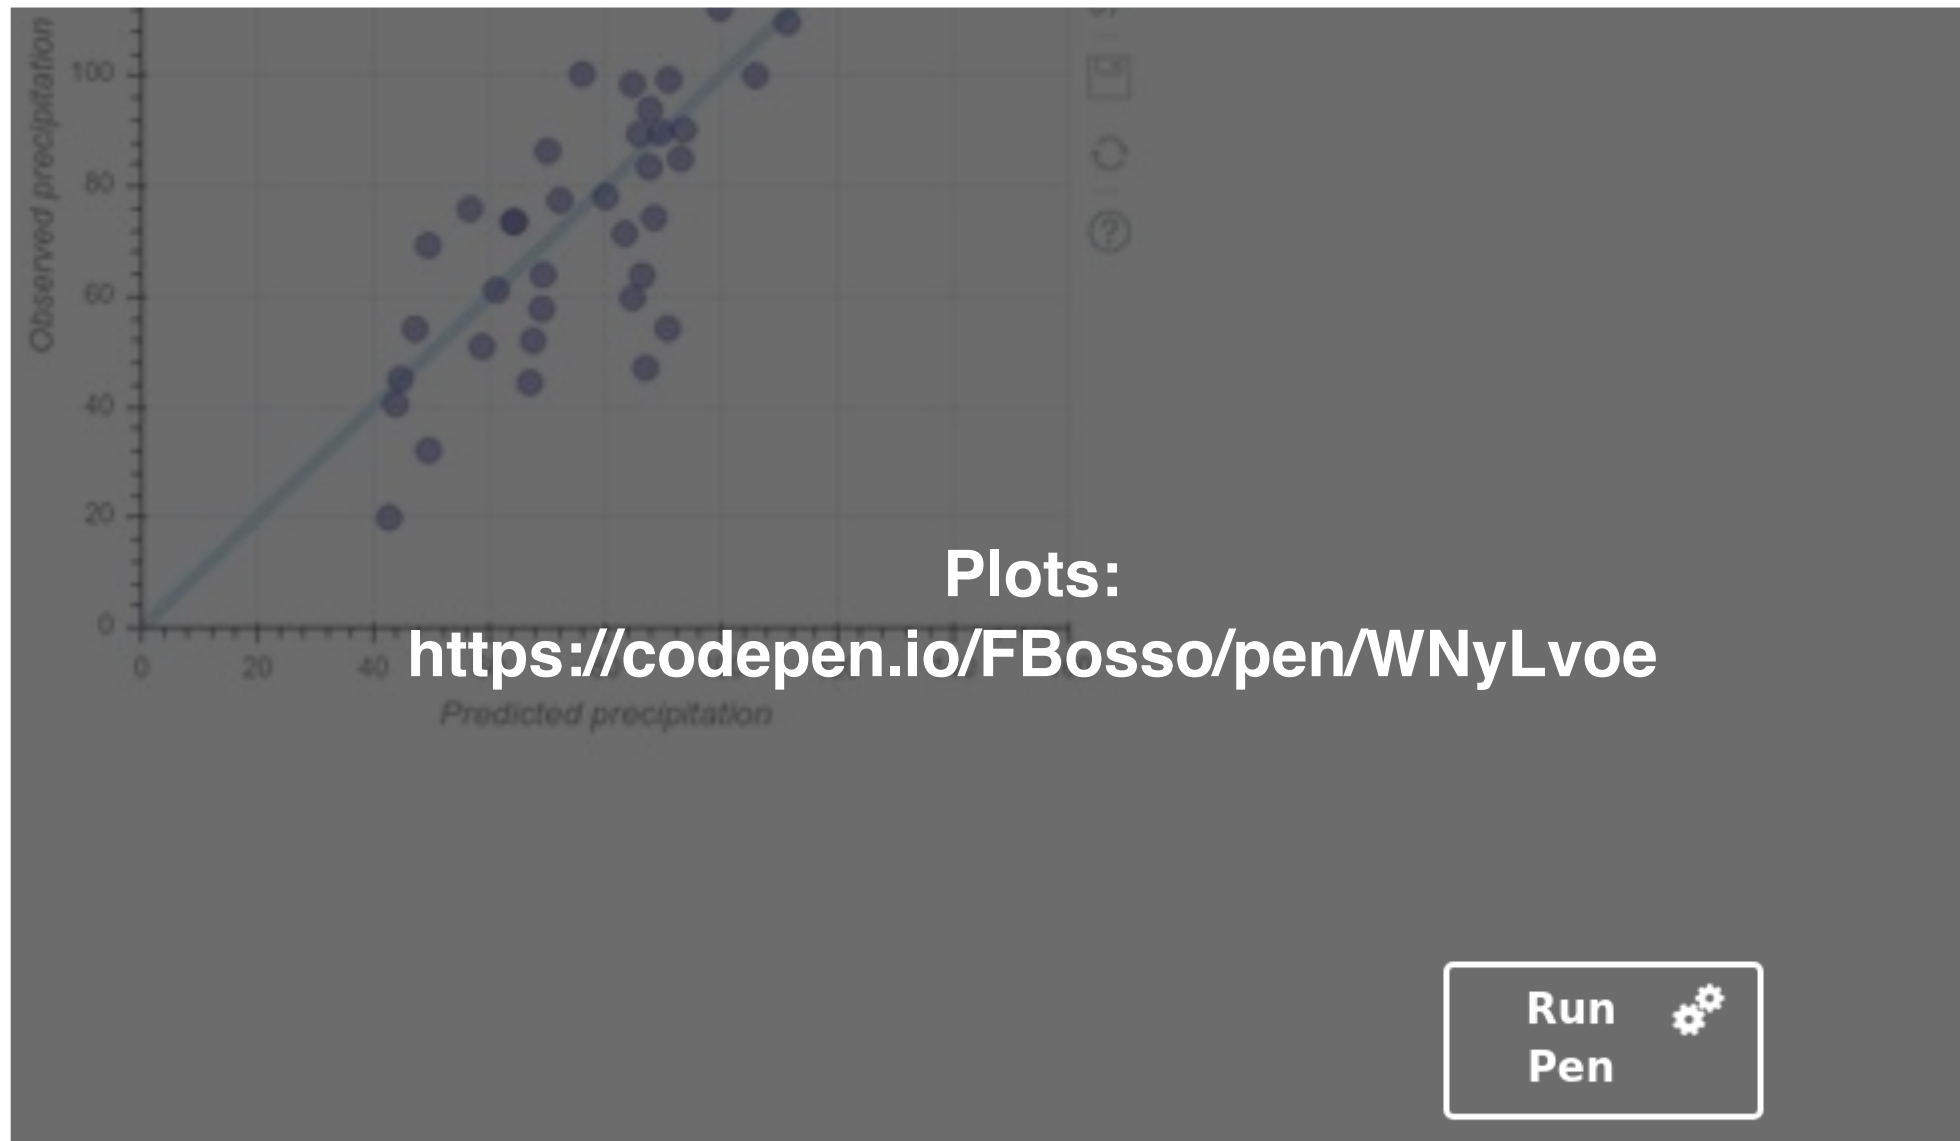 Observed precipitation
100
80
60
40
20
0
0 20 40
Plots:
https://codepen.io/FBosso/pen/WNyLvoe
Predicted precipitation
Run
Pen